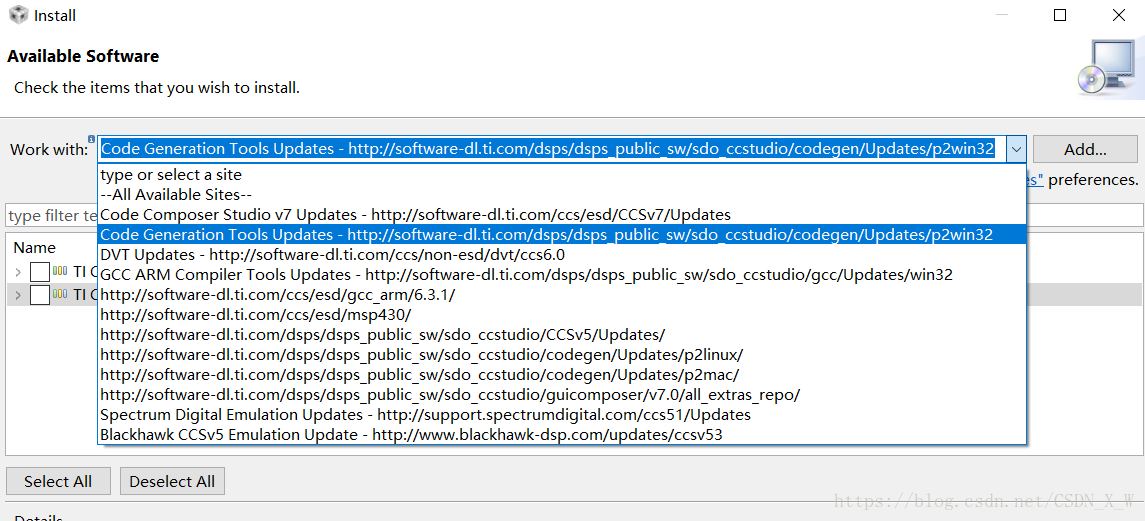 Install
Available Software
Check the items that you wish to install.
Work with: Code Generation Tools Updates - http://software-dl.ti.com/dsps/dsps_public_sw/sdo_ccstudio/codegen/Updates/p2win32 Add...
type or select a site
--All Available Sites--
es" preferences.
Code Composer Studio v7 Updates - http://software-dl.ti.com/ccs/esd/CCSv7/Updates
type filter te
Code Generation Tools Updates - http://software-dl.ti.com/dsps/dsps_public_sw/sdo_ccstudio/codegen/Updates/p2win32
Name
DVT Updates - http://software-dl.ti.com/ccs/non-esd/dvt/ccs6.0
TI C
GCC ARM Compiler Tools Updates - http://software-dl.ti.com/dsps/dsps_public_sw/sdo_ccstudio/gcc/Updates/win32
TI C
http://software-dl.ti.com/ccs/esd/gcc_arm/6.3.1/
http://software-dl.ti.com/ccs/esd/msp430/
http://software-dl.ti.com/dsps/dsps_public_sw/sdo_ccstudio/CCSv5/Updates/
http://software-dl.ti.com/dsps/dsps_public_sw/sdo_ccstudio/codegen/Updates/p2linux/
http://software-dl.ti.com/dsps/dsps_public_sw/sdo_ccstudio/codegen/Updates/p2mac/
http://software-dl.ti.com/dsps/dsps_public_sw/sdo_ccstudio/guicomposer/v7.0/all_extras_repo/
Spectrum Digital Emulation Updates - http://support.spectrumdigital.com/ccs51/Updates
Blackhawk CCSv5 Emulation Update - http://www.blackhawk-dsp.com/updates/ccsv53
Select All Deselect All
https://blog.csdn.net/CSDN_X_W
Details